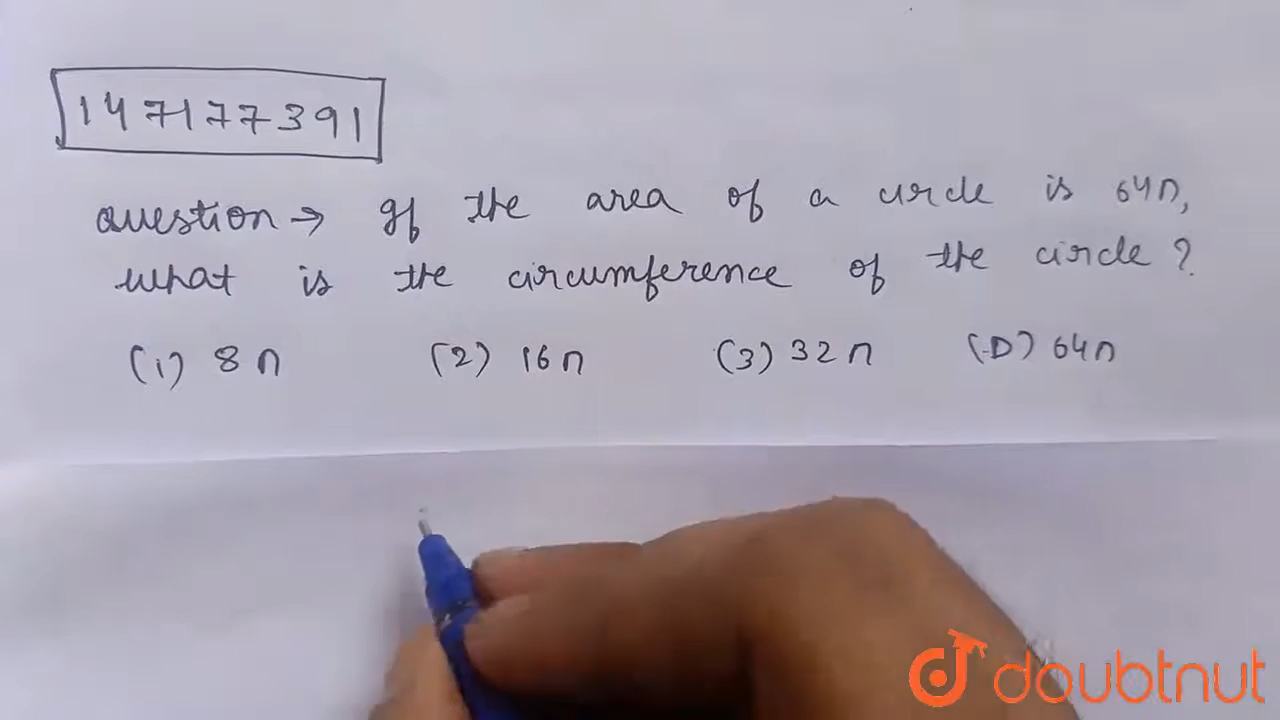 147177391
Question → If the area of a circle is 64π,
what is the circumference of the circle?
(1) 8π (2) 16π (3) 32π (D) 64π
doubtnut